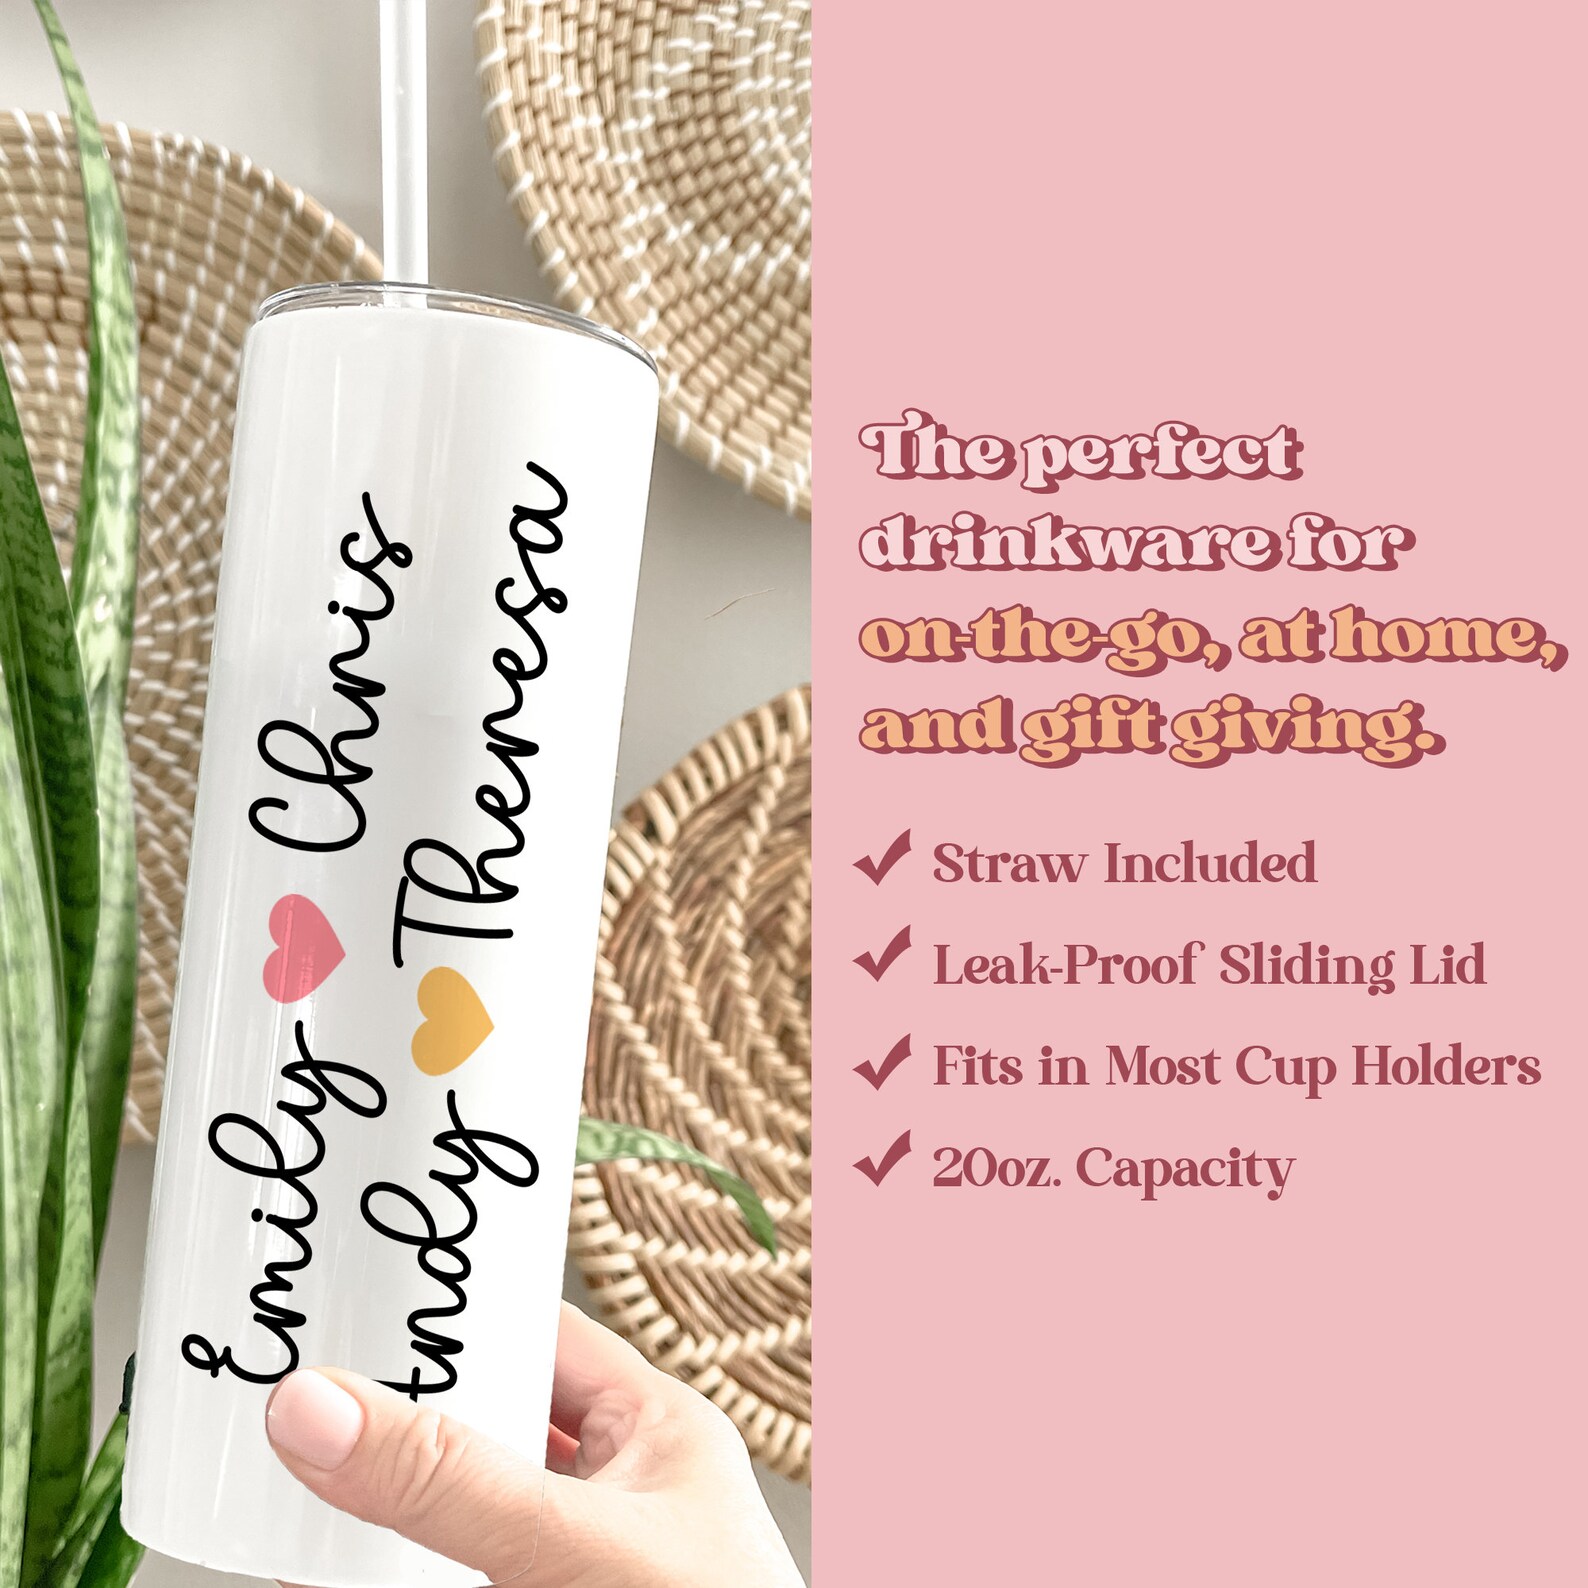 Emily Chris
Theresa
The perfect
drinkware for
on-the-go, at home,
and gift giving.
Straw Included
Leak-Proof Sliding Lid
Fits in Most Cup Holders
20oz. Capacity